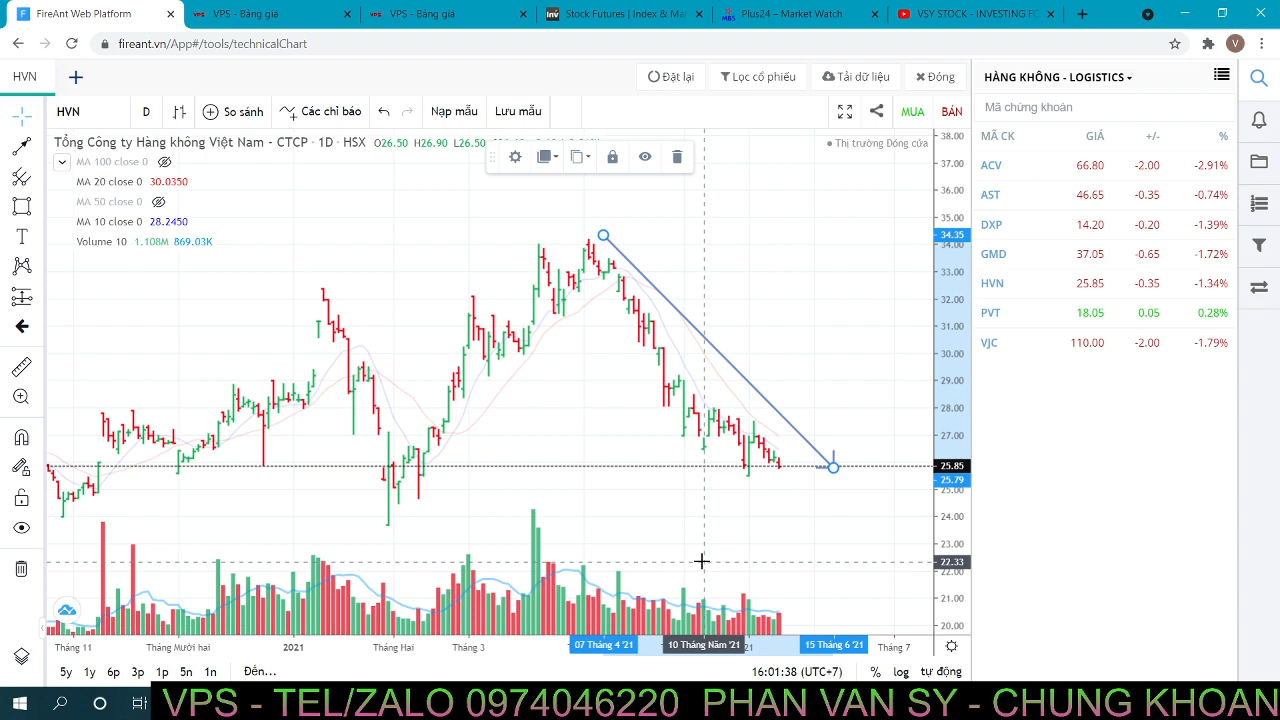 FireAnt Web Platform
VPS - Bảng giá
VPS - Bảng giá
Stock Futures | Index & Mar
Plus24 – Market Watch
VSY STOCK - INVESTING FO
fireant.vn/App#/tools/technicalChart
V
HVN
Đặt lại
Lọc cổ phiếu
Tải dữ liệu
Đóng
HVN D So sánh Các chỉ báo Nạp mẫu Lưu mẫu MUA BÁN
Tổng Công ty Hàng không Việt Nam - CTCP · 1D · HSX O26.50 H26.90 L25.50
Thị trường Đóng cửa
MA 100 close 0
MA 20 close 0 30.0350
MA 50 close 0
MA 10 close 0 28.2450
Volume 10 1.108M 869.03K
38.00
37.00
36.00
35.00
34.35
34.00
33.00
32.00
31.00
30.00
29.00
28.00
27.00
25.85
25.79
25.00
24.00
23.00
22.33
22.00
21.00
20.00
Tháng 11 Tháng Mười hai 2021 Tháng Hai Tháng 3 07 Tháng 4 '21 10 Tháng Năm '21 15 Tháng 6 '21 Tháng 7
5y 1y 6p 3p 1p 5n 1n Đến... 16:01:38 (UTC+7) % log tự động
HÀNG KHÔNG - LOGISTICS
Mã chứng khoán
MÃ CK GIÁ +/- %
ACV 66.80 -2.00 -2.91%
AST 46.65 -0.35 -0.74%
DXP 14.20 -0.20 -1.39%
GMD 37.05 -0.65 -1.72%
HVN 25.85 -0.35 -1.34%
PVT 18.05 0.05 0.28%
VJC 110.00 -2.00 -1.79%
VPS - TEL/ZALO 0974046220 PHAN VAN SY - CHUNG KHOAN